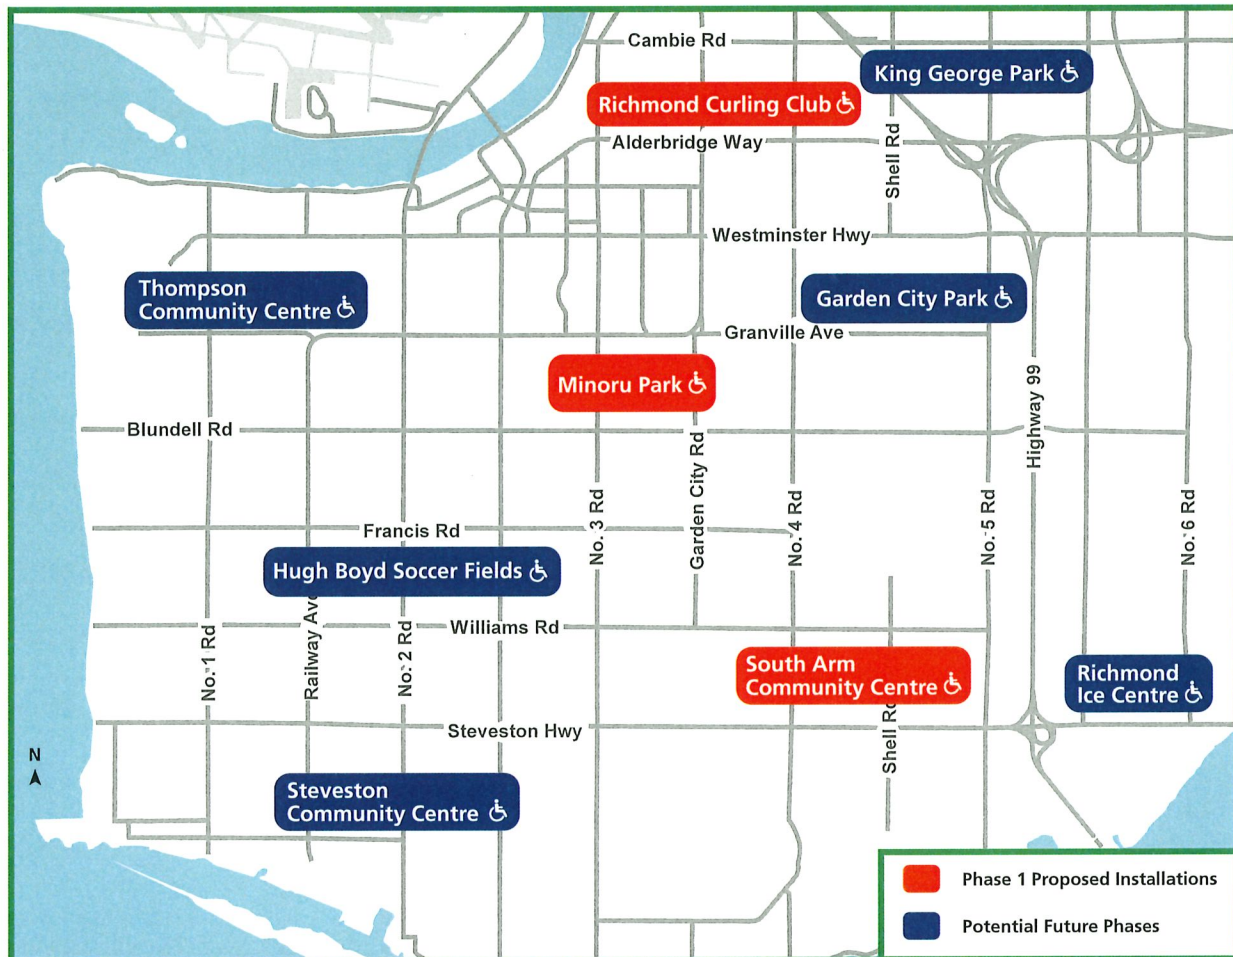 Cambie Rd
King George Park
Richmond Curling Club
Alderbridge Way
Shell Rd
Westminster Hwy
Thompson
Community Centre
Garden City Park
Granville Ave
Minoru Park
Highway 99
Blundell Rd
Garden City Rd
No. 3 Rd
No. 4 Rd
No. 5 Rd
No. 6 Rd
Francis Rd
Hugh Boyd Soccer Fields
Williams Rd
No. 1 Rd
Railway Ave
No. 2 Rd
South Arm
Community Centre
Richmond
Ice Centre
Steveston Hwy
Shell Rd
N
Steveston
Community Centre
Phase 1 Proposed Installations
Potential Future Phases